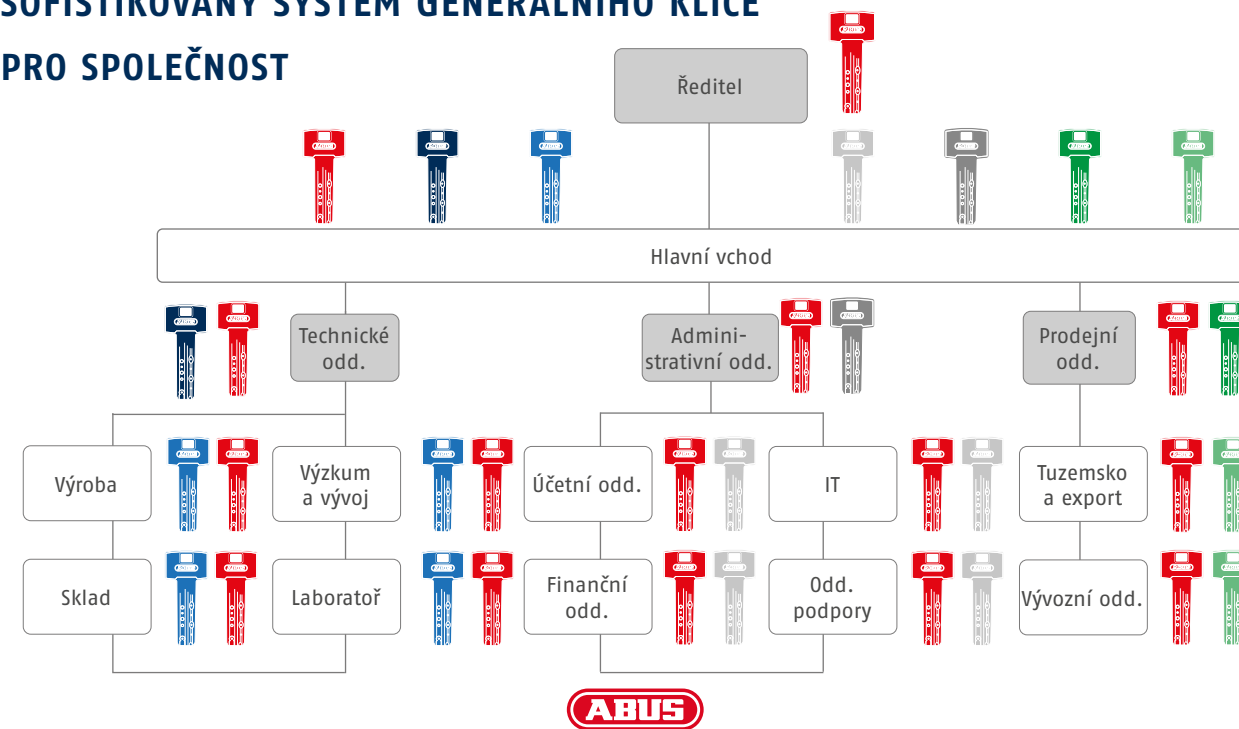 SOFISTIKOVANÝ SYSTÉM GENERÁLNÍHO KLÍČE
PRO SPOLEČNOST
Ředitel
Hlavní vchod
Technické
odd.
Admini-
strativní odd.
Prodejní
odd.
Výroba
Výzkum
a vývoj
Účetní odd.
IT
Tuzemsko
a export
Sklad
Laboratoř
Finanční
odd.
Odd.
podpory
Vývozní odd.
ABUS